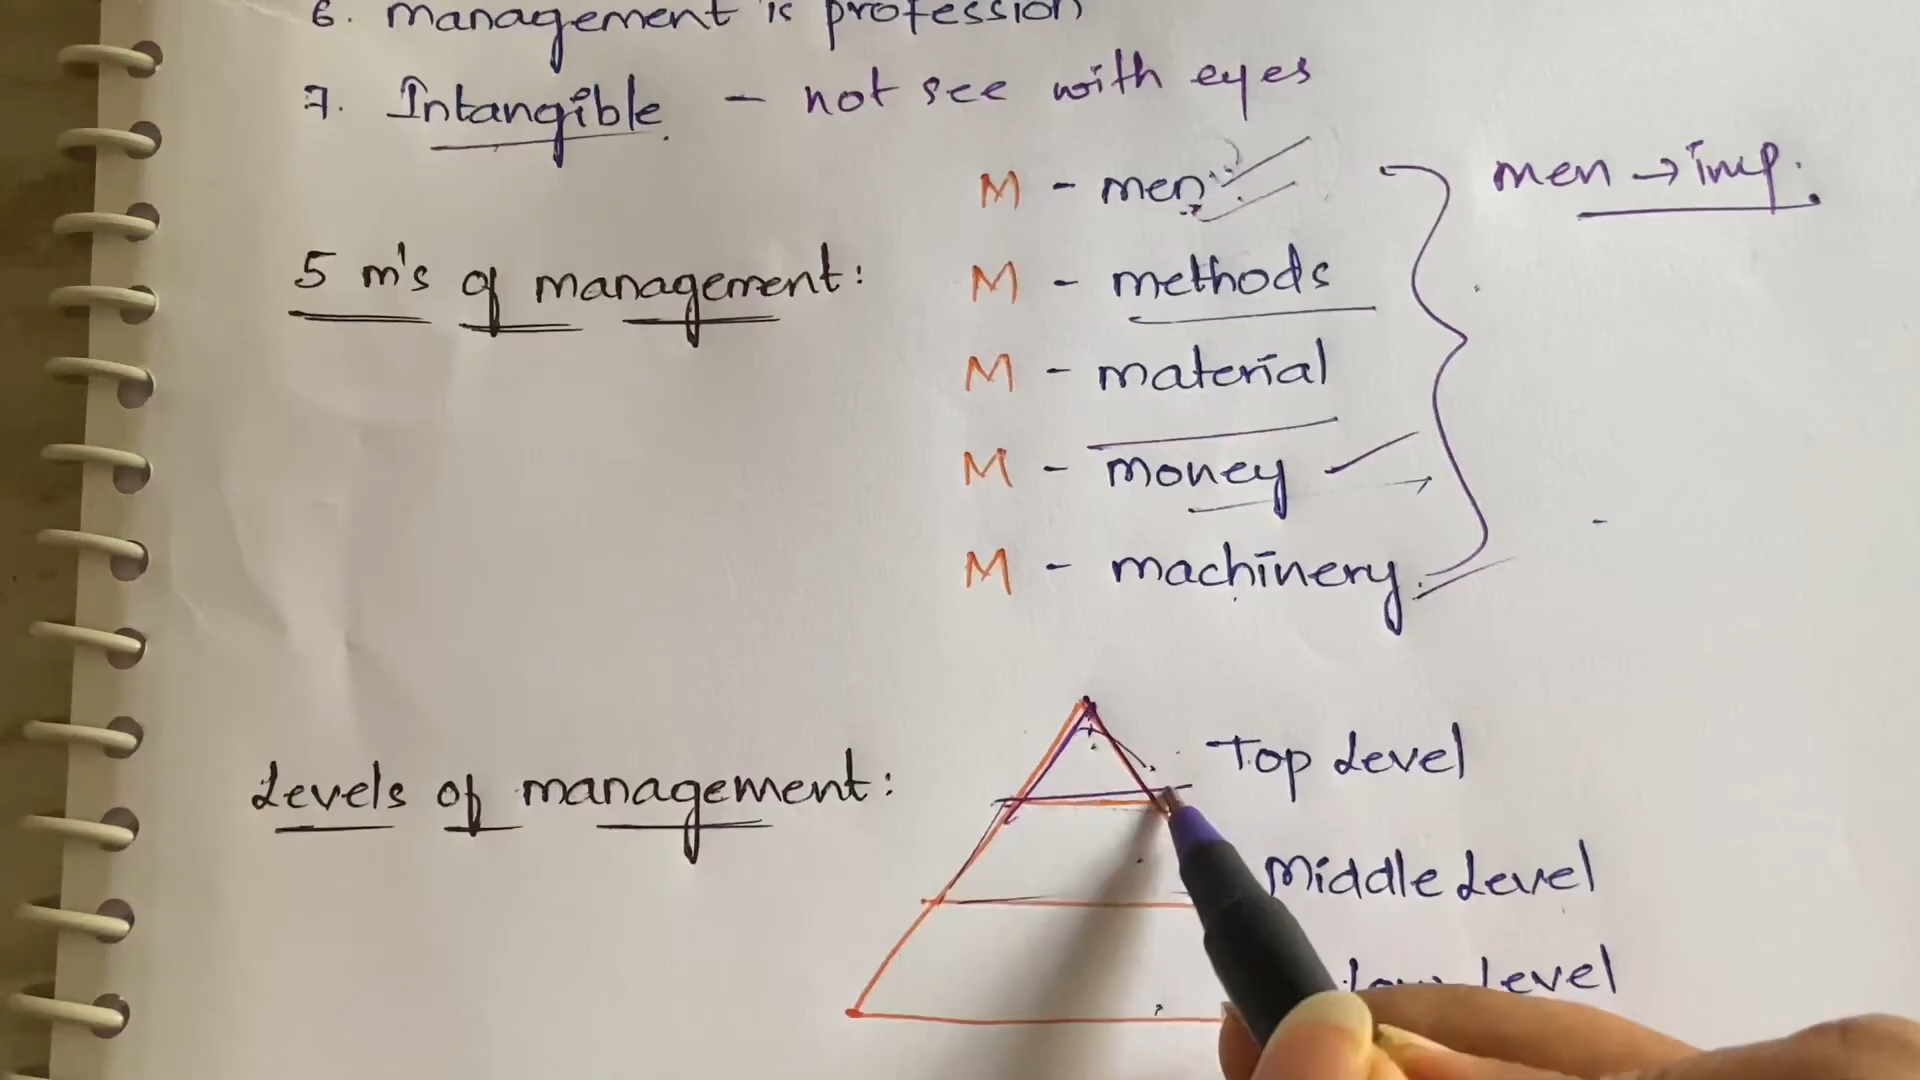 6. management is profession
7. Intangible - not see with eyes
M - men
men → imp.
5 m's of management:
M - methods
M - material
M - money
M - machinery.
Levels of management:
Top Level
Middle Level
Low Level